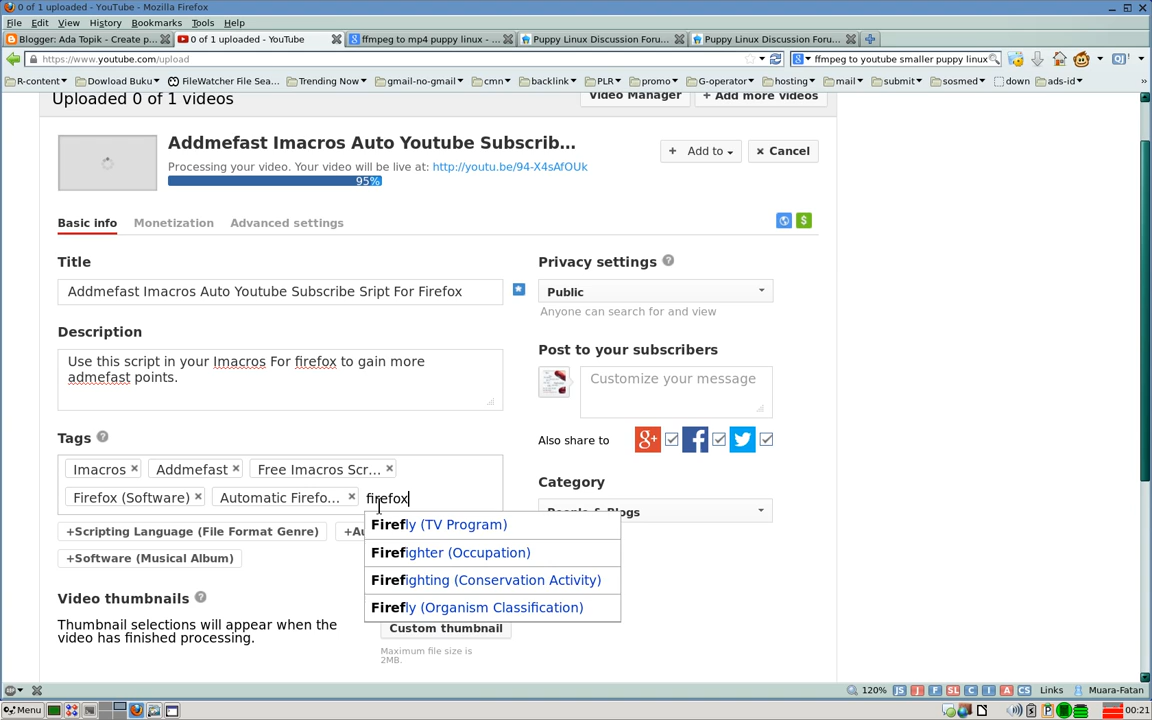 0 of 1 uploaded - YouTube - Mozilla Firefox
File Edit View History Bookmarks Tools Help
Blogger: Ada Topik - Create p... 0 of 1 uploaded - YouTube ffmpeg to mp4 puppy linux - ... Puppy Linux Discussion Foru... Puppy Linux Discussion Foru...
https://www.youtube.com/upload ffmpeg to youtube smaller puppy linux
R-content Dowload Buku FileWatcher File Sea... Trending Now gmail-no-gmail cmn backlink PLR promo G-operator hosting mail submit sosmed down ads-id »
Uploaded 0 of 1 videos Video Manager + Add more videos
Addmefast Imacros Auto Youtube Subscrib...
+ Add to × Cancel
Processing your video. Your video will be live at: http://youtu.be/94-X4sAfOUk
95%
Basic info Monetization Advanced settings $
Title
Addmefast Imacros Auto Youtube Subscribe Sript For Firefox
Description
Use this script in your Imacros For firefox to gain more
admefast points.
Tags ?
Imacros × Addmefast × Free Imacros Scr... ×
Firefox (Software) × Automatic Firefo... × firefox
Firefly (TV Program)
Firefighter (Occupation)
Firefighting (Conservation Activity)
Firefly (Organism Classification)
+Scripting Language (File Format Genre) +Au
+Software (Musical Album)
Video thumbnails ?
Thumbnail selections will appear when the
video has finished processing.
Custom thumbnail
Maximum file size is
2MB.
Privacy settings ?
Public
Anyone can search for and view
Post to your subscribers
Customize your message
Also share to g+ f
Category
People & Blogs
120% JS J F SL C I A CS Links Muara-Fatan
Menu 00:21